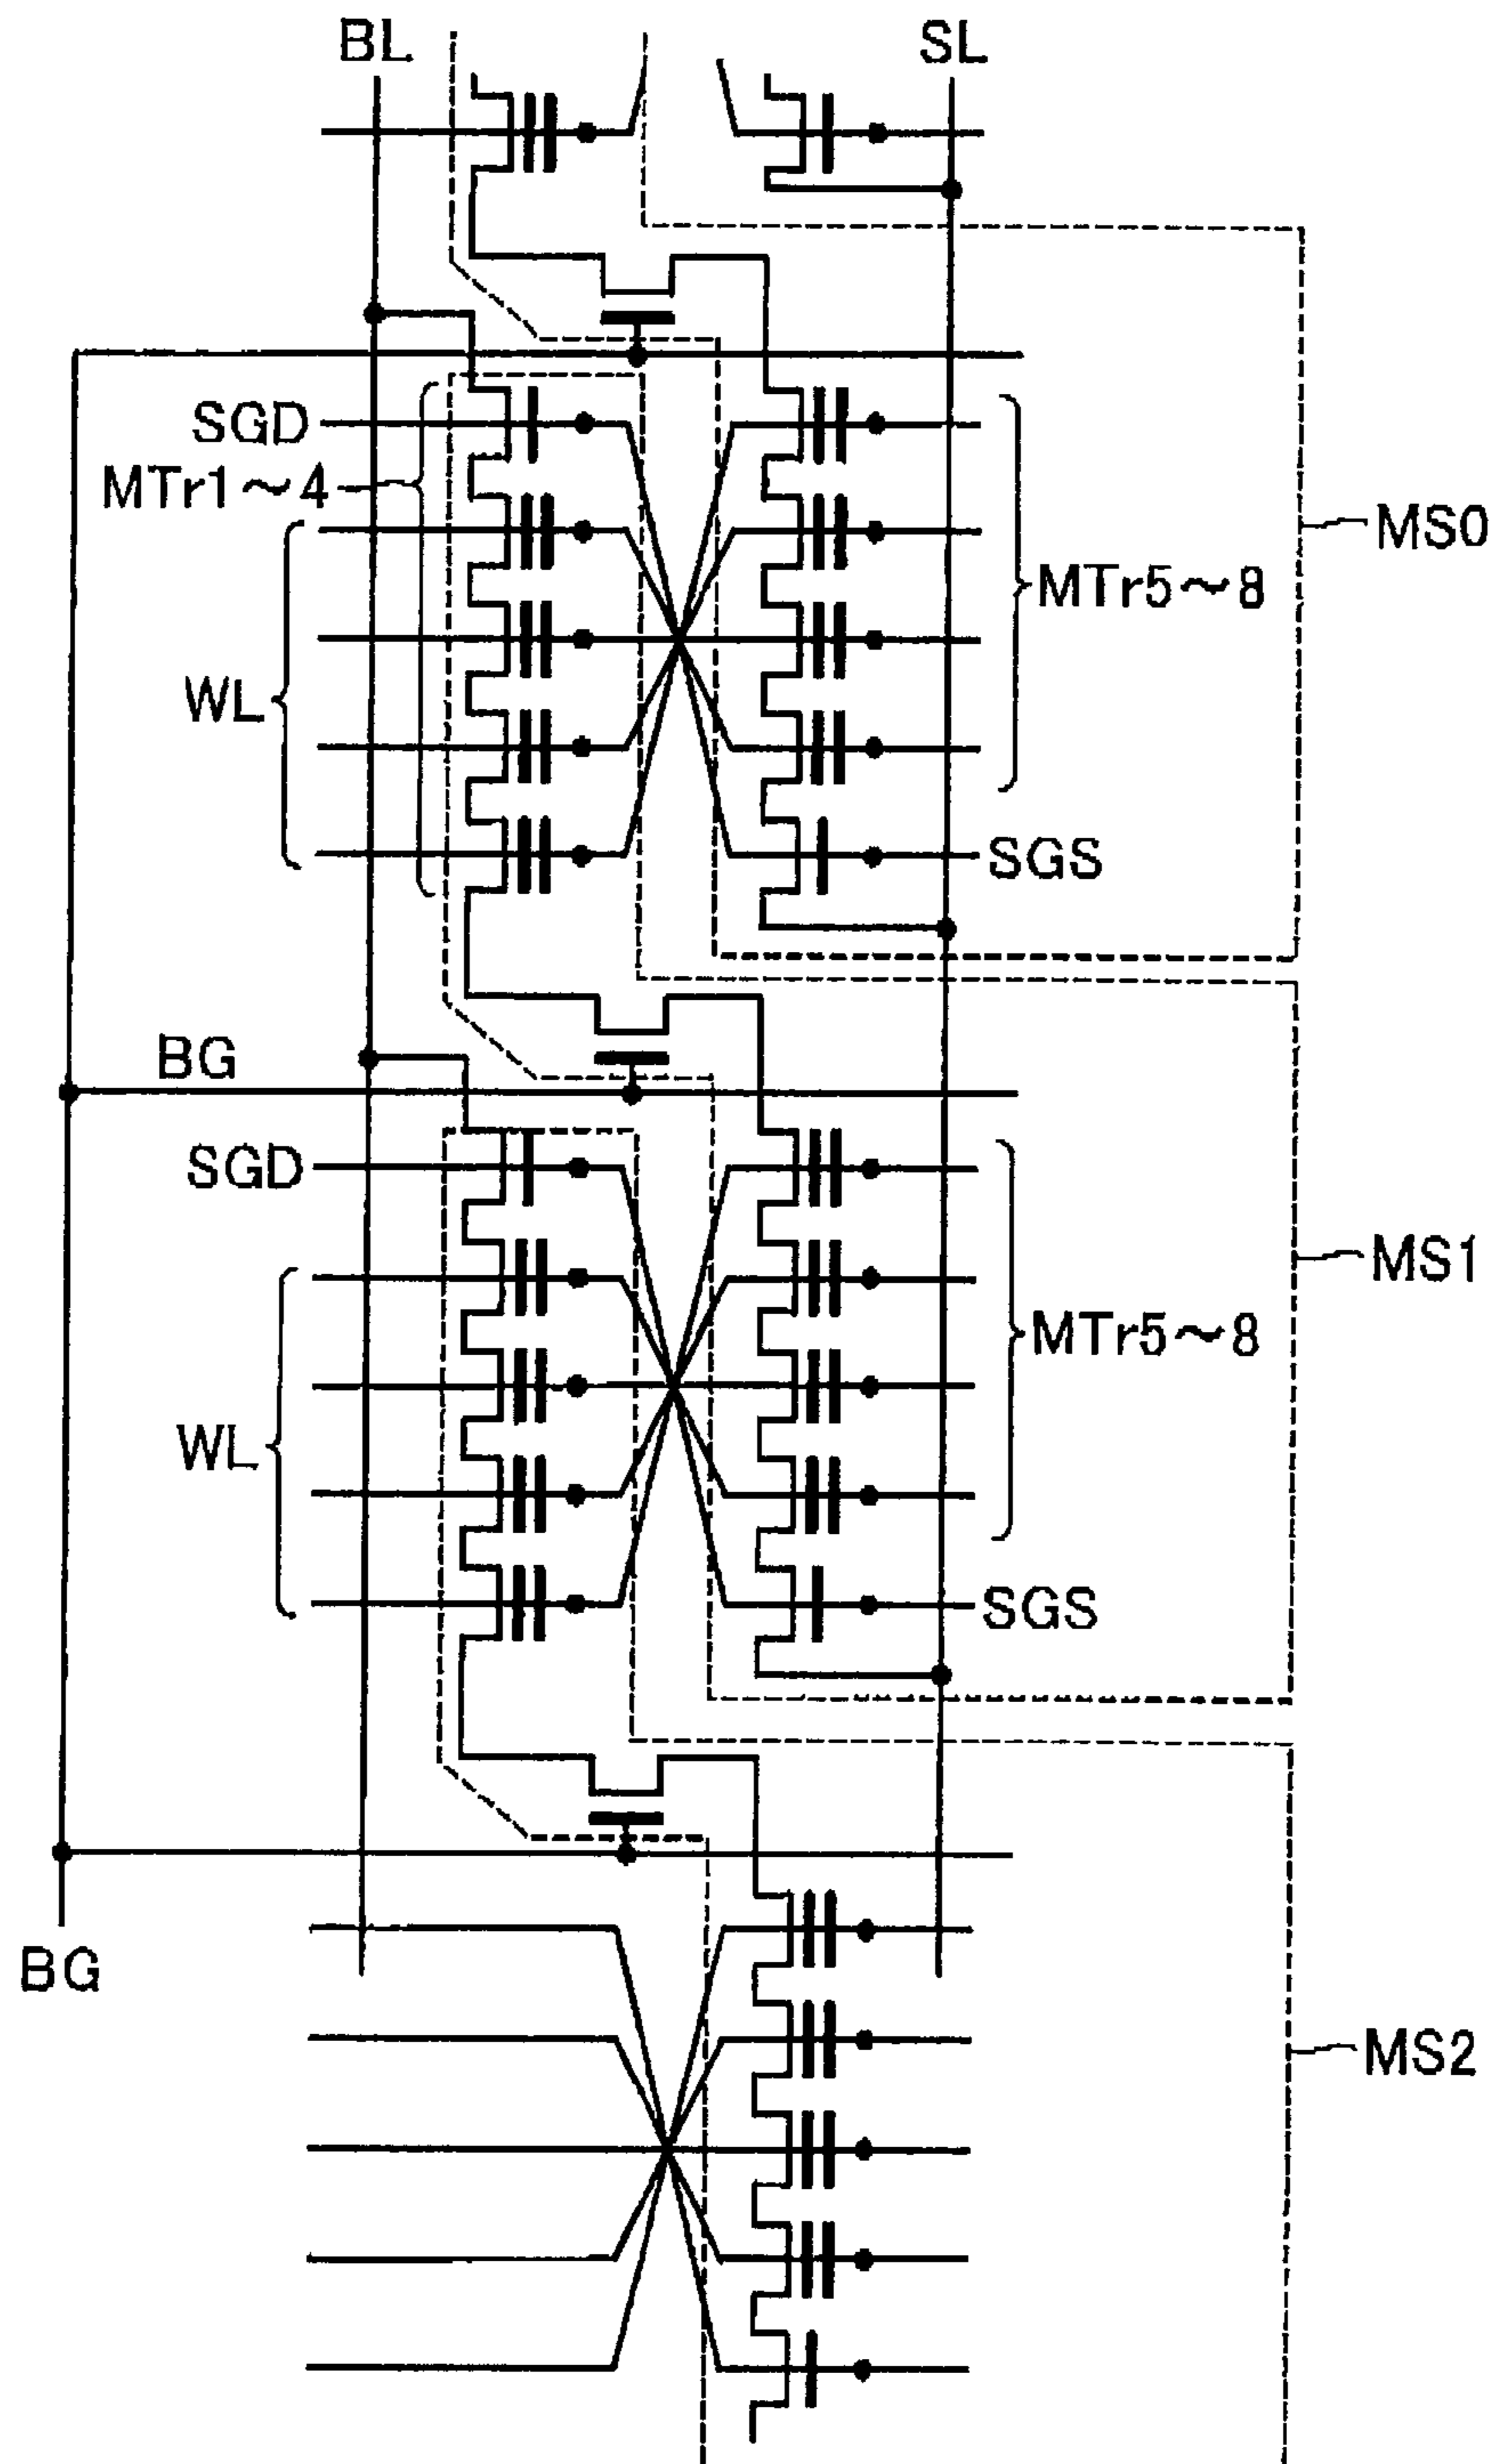 BL
SL
SGD
MTr1~4
MS0
MTr5~8
WL
SGS
BG
SGD
MS1
MTr5~8
WL
SGS
BG
MS2